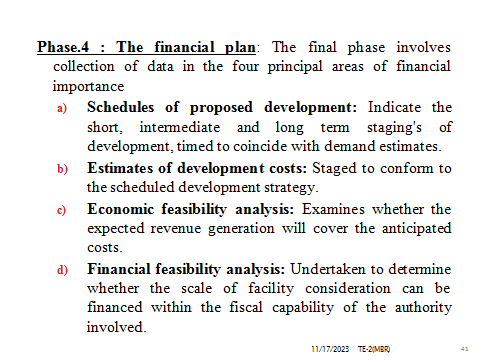 Phase.4 : The financial plan: The final phase involves
collection of data in the four principal areas of financial
importance
a) Schedules of proposed development: Indicate the
short, intermediate and long term staging's of
development, timed to coincide with demand estimates.
b) Estimates of development costs: Staged to conform to
the scheduled development strategy.
c) Economic feasibility analysis: Examines whether the
expected revenue generation will cover the anticipated
costs.
d) Financial feasibility analysis: Undertaken to determine
whether the scale of facility consideration can be
financed within the fiscal capability of the authority
involved.
11/17/2023 TE-2(MBR) 41